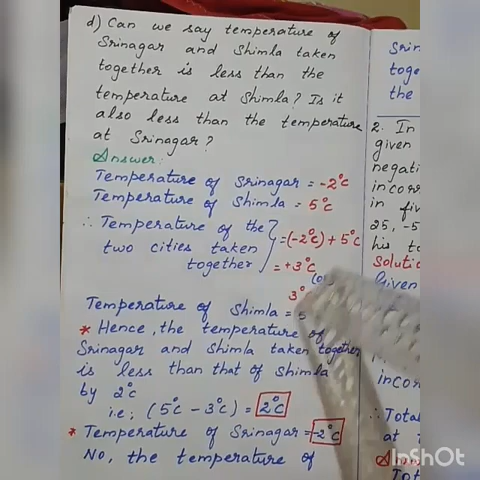 d) Can we say temperature of
Srinagar and Shimla taken
together is less than the
temperature at Shimla? Is it
also less than the temperature
at Srinagar?
Answer:
Temperature of Srinagar = -2°C
Temperature of Shimla = 5°C
∴ Temperature of the
two cities taken
together } = (-2°C) + 5°C
= +3°C
(or)
3°
Temperature of Shimla = 5
* Hence, the temperature of
Srinagar and Shimla taken together
is less than that of Shimla
by 2°C
i.e; (5°C - 3°C) = 2°C
* Temperature of Srinagar = -2°C
No, the temperature of
Srin
toge
the
2. In
given
negati
incorr
in fiv
25, -5
his to
Soluti
Given
incor
∴ Total
at
InShOt